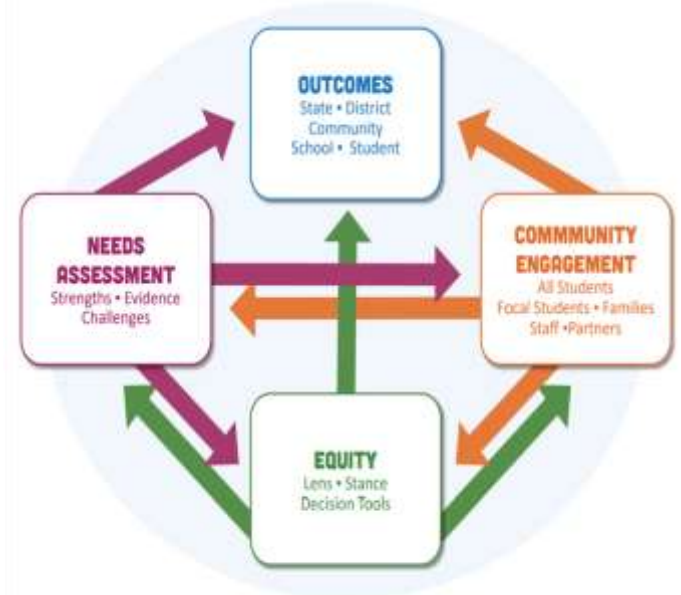 OUTCOMES
State • District
Community
School • Student
NEEDS
ASSESSMENT
Strengths • Evidence
Challenges
COMMMUNITY
ENGAGEMENT
All Students
Focal Students • Families
Staff •Partners
EQUITY
Lens • Stance
Decision Tools